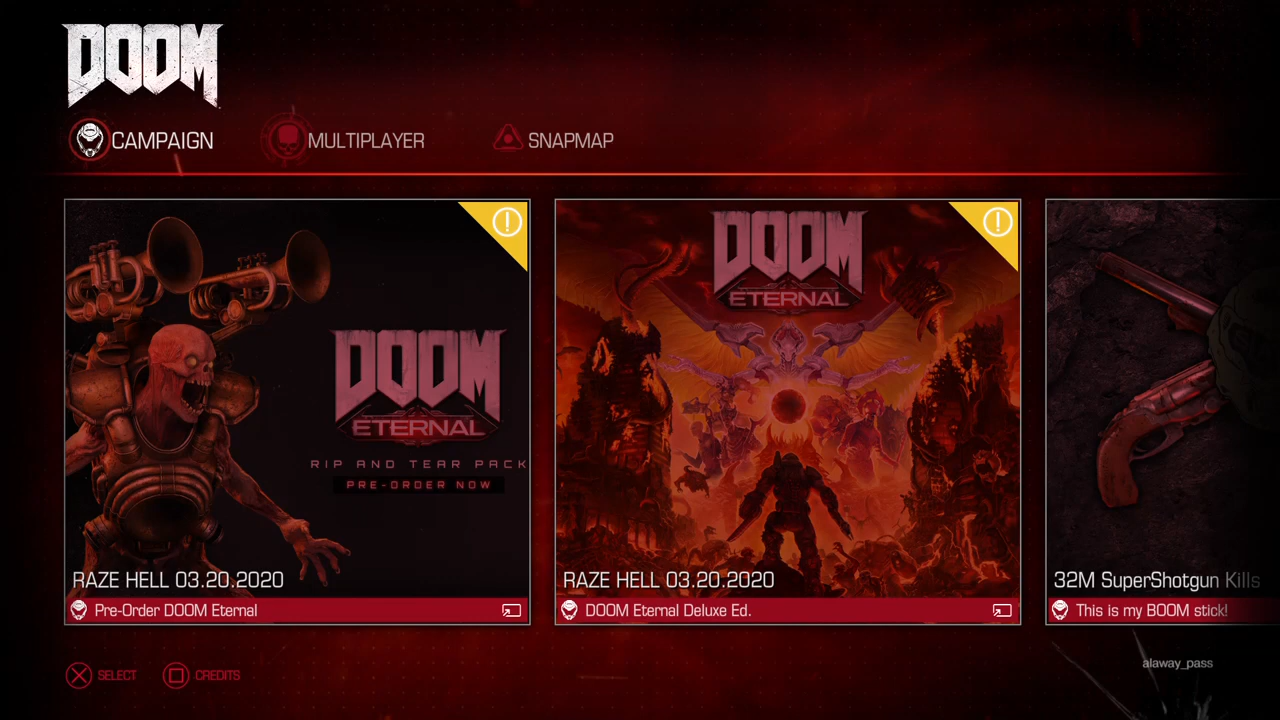 DOOM
CAMPAIGN
MULTIPLAYER
SNAPMAP
DOOM
ETERNAL
RIP AND TEAR PACK
PRE-ORDER NOW
RAZE HELL 03.20.2020
Pre-Order DOOM Eternal
DOOM
ETERNAL
RAZE HELL 03.20.2020
DOOM Eternal Deluxe Ed.
32M SuperShotgun Kills
This is my BOOM stick!
SELECT
CREDITS
alaway_pass